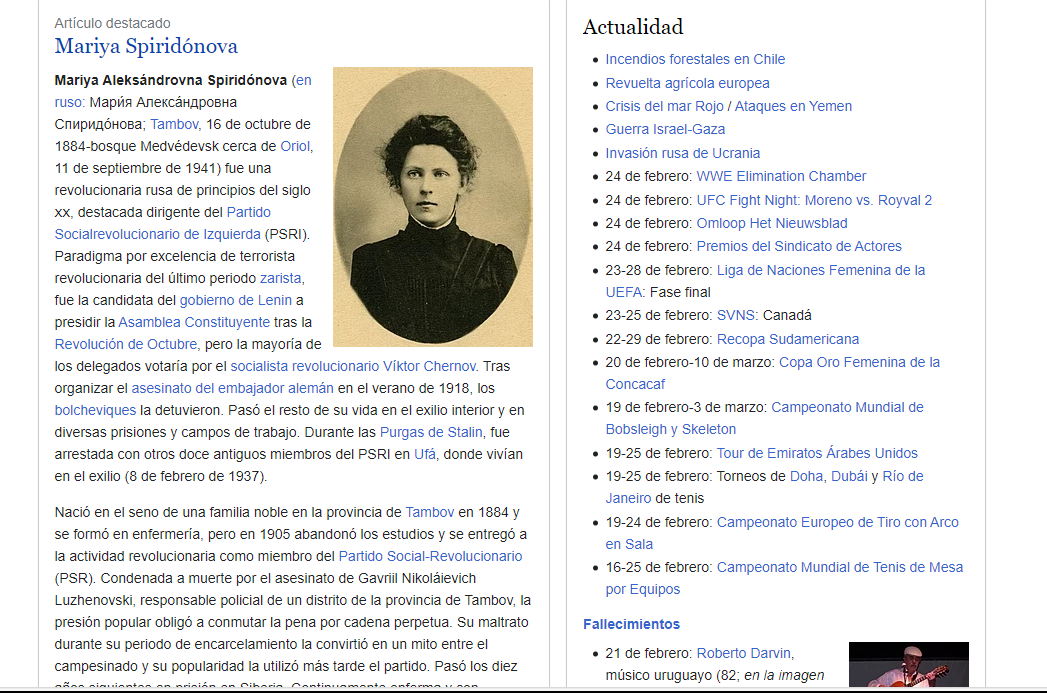 Artículo destacado
Mariya Spiridónova
Mariya Aleksándrovna Spiridónova (en
ruso: Мари́я Алекса́ндровна
Спиридо́нова; Tambov, 16 de octubre de
1884-bosque Medvédevsk cerca de Oriol,
11 de septiembre de 1941) fue una
revolucionaria rusa de principios del siglo
XX, destacada dirigente del Partido
Socialrevolucionario de Izquierda (PSRI).
Paradigma por excelencia de terrorista
revolucionaria del último periodo zarista,
fue la candidata del gobierno de Lenin a
presidir la Asamblea Constituyente tras la
Revolución de Octubre, pero la mayoría de
los delegados votaría por el socialista revolucionario Víktor Chernov. Tras
organizar el asesinato del embajador alemán en el verano de 1918, los
bolcheviques la detuvieron. Pasó el resto de su vida en el exilio interior y en
diversas prisiones y campos de trabajo. Durante las Purgas de Stalin, fue
arrestada con otros doce antiguos miembros del PSRI en Ufá, donde vivían
en el exilio (8 de febrero de 1937).
Nació en el seno de una familia noble en la provincia de Tambov en 1884 y
se formó en enfermería, pero en 1905 abandonó los estudios y se entregó a
la actividad revolucionaria como miembro del Partido Social-Revolucionario
(PSR). Condenada a muerte por el asesinato de Gavriil Nikoláievich
Luzhenovski, responsable policial de un distrito de la provincia de Tambov, la
presión popular obligó a conmutar la pena por cadena perpetua. Su maltrato
durante su periodo de encarcelamiento la convirtió en un mito entre el
campesinado y su popularidad la utilizó más tarde el partido. Pasó los diez
años siguientes en prisión en Siberia. Continuamente enferma y con
Actualidad
• Incendios forestales en Chile
• Revuelta agrícola europea
• Crisis del mar Rojo / Ataques en Yemen
• Guerra Israel-Gaza
• Invasión rusa de Ucrania
• 24 de febrero: WWE Elimination Chamber
• 24 de febrero: UFC Fight Night: Moreno vs. Royval 2
• 24 de febrero: Omloop Het Nieuwsblad
• 24 de febrero: Premios del Sindicato de Actores
• 23-28 de febrero: Liga de Naciones Femenina de la
UEFA: Fase final
• 23-25 de febrero: SVNS: Canadá
• 22-29 de febrero: Recopa Sudamericana
• 20 de febrero-10 de marzo: Copa Oro Femenina de la
Concacaf
• 19 de febrero-3 de marzo: Campeonato Mundial de
Bobsleigh y Skeleton
• 19-25 de febrero: Tour de Emiratos Árabes Unidos
• 19-25 de febrero: Torneos de Doha, Dubái y Río de
Janeiro de tenis
• 19-24 de febrero: Campeonato Europeo de Tiro con Arco
en Sala
• 16-25 de febrero: Campeonato Mundial de Tenis de Mesa
por Equipos
Fallecimientos
• 21 de febrero: Roberto Darvin,
músico uruguayo (82; en la imagen